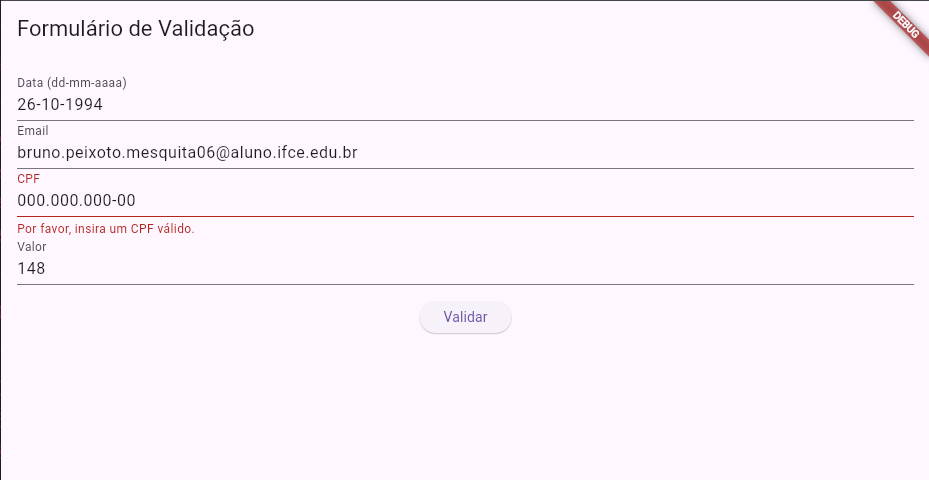 Formulário de Validação
DEBUG
Data (dd-mm-aaaa)
26-10-1994
Email
bruno.peixoto.mesquita06@aluno.ifce.edu.br
CPF
000.000.000-00
Por favor, insira um CPF válido.
Valor
148
Validar